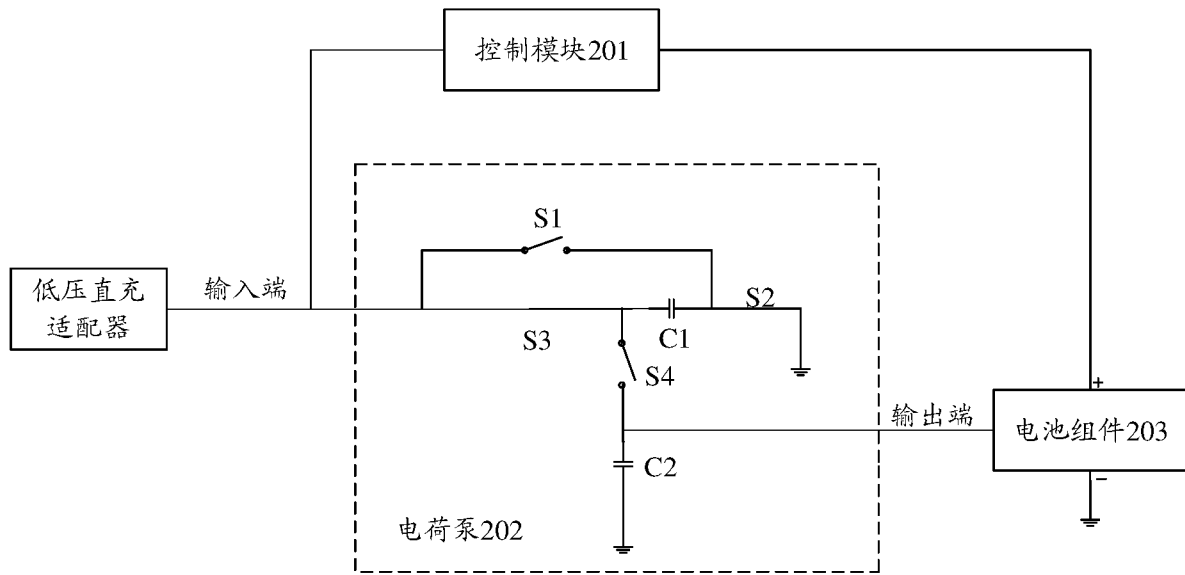 控制模块201
S1
低压直充
适配器
输入端
S2
S3
C1
S4
输出端
+
电池组件203
−
C2
电荷泵202